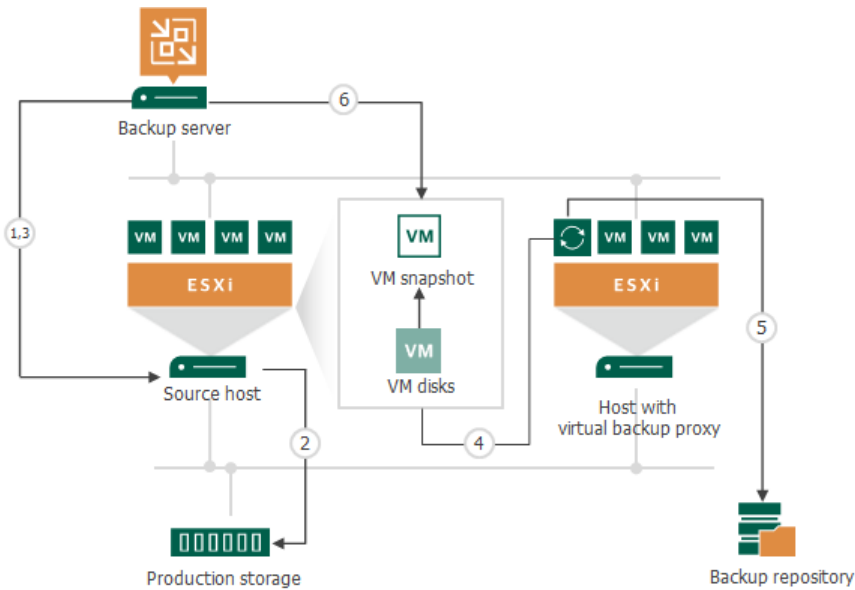 6
Backup server
1,3
VM VM VM VM
VM
VM VM VM
ESXi
VM snapshot
ESXi
5
VM
VM disks
Source host
Host with
virtual backup proxy
2
4
Production storage
Backup repository